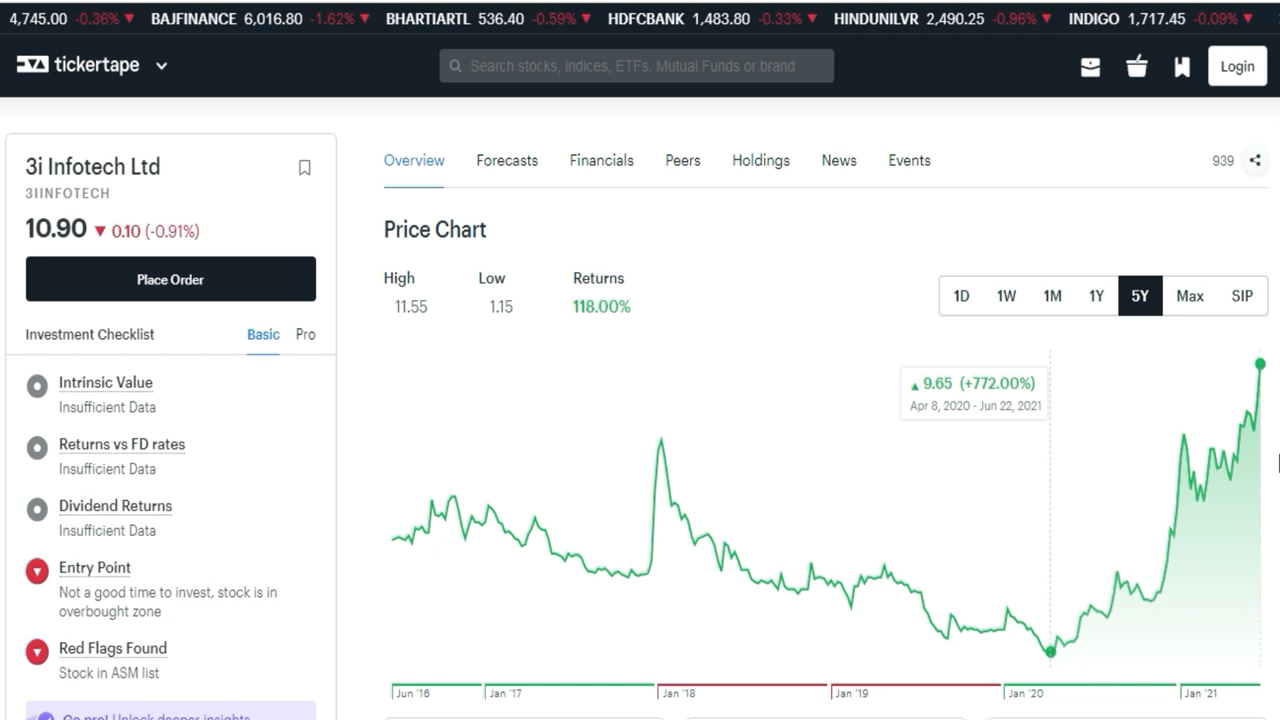 4,745.00 -0.36% ▼ BAJFINANCE 6,016.80 -1.62% ▼ BHARTIARTL 536.40 -0.59% ▼ HDFCBANK 1,483.80 -0.33% ▼ HINDUNILVR 2,490.25 -0.96% ▼ INDIGO 1,717.45 -0.09% ▼
tickertape
Search stocks, indices, ETFs, Mutual Funds or brand
Login
3i Infotech Ltd
3IINFOTECH
10.90 ▼ 0.10 (-0.91%)
Place Order
Investment Checklist Basic Pro
Intrinsic Value
Insufficient Data
Returns vs FD rates
Insufficient Data
Dividend Returns
Insufficient Data
Entry Point
Not a good time to invest, stock is in
overbought zone
Red Flags Found
Stock in ASM list
Go pro! Unlock deeper insights
Overview Forecasts Financials Peers Holdings News Events 939
Price Chart
High Low Returns
11.55 1.15 118.00%
1D 1W 1M 1Y 5Y Max SIP
▲ 9.65 (+772.00%)
Apr 8, 2020 - Jun 22, 2021
Jun '16 Jan '17 Jan '18 Jan '19 Jan '20 Jan '21